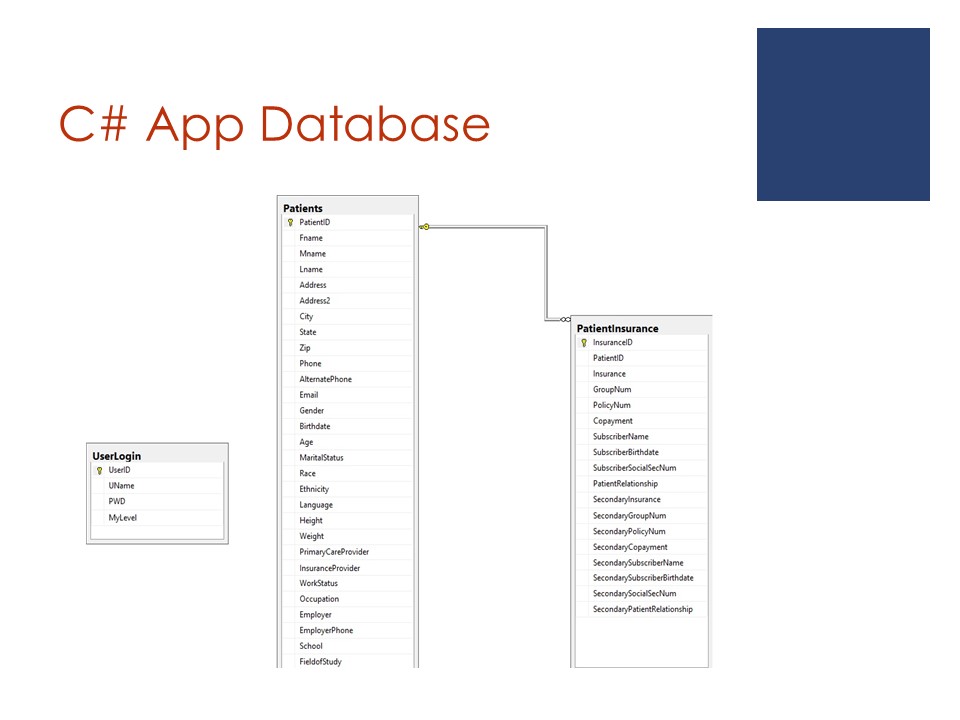 C# App Database
Patients
PatientID
Fname
Mname
Lname
Address
Address2
City
State
Zip
Phone
AlternatePhone
Email
Gender
Birthdate
Age
MaritalStatus
Race
Ethnicity
Language
Height
Weight
PrimaryCareProvider
InsuranceProvider
WorkStatus
Occupation
Employer
EmployerPhone
School
FieldofStudy
PatientInsurance
InsuranceID
PatientID
Insurance
GroupNum
PolicyNum
Copayment
SubscriberName
SubscriberBirthdate
SubscriberSocialSecNum
PatientRelationship
SecondaryInsurance
SecondaryGroupNum
SecondaryPolicyNum
SecondaryCopayment
SecondarySubscriberName
SecondarySubscriberBirthdate
SecondarySocialSecNum
SecondaryPatientRelationship
UserLogin
UserID
UName
PWD
MyLevel